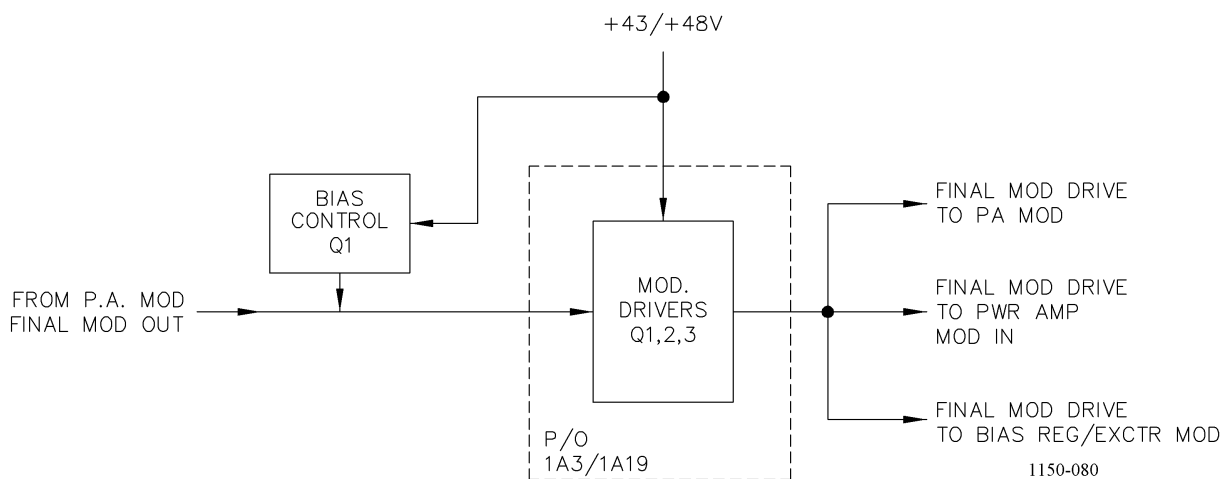 +43/+48V
BIAS
CONTROL
Q1
FROM P.A. MOD
FINAL MOD OUT
MOD.
DRIVERS
Q1,2,3
P/O
1A3/1A19
FINAL MOD DRIVE
TO PA MOD
FINAL MOD DRIVE
TO PWR AMP
MOD IN
FINAL MOD DRIVE
TO BIAS REG/EXCTR MOD
1150-080